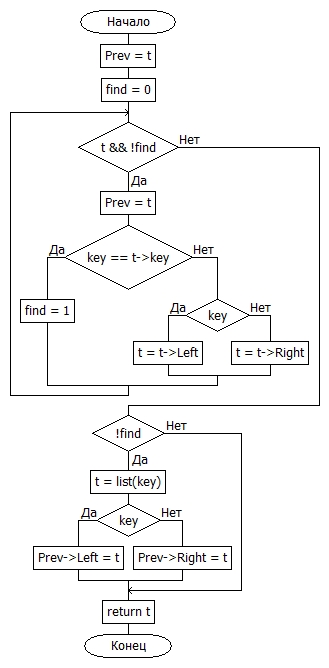 Начало
Prev = t
find = 0
t && !find
Нет
Да
Prev = t
Да
key == t->key
Нет
find = 1
Да
key
Нет
t = t->Left
t = t->Right
!find
Нет
Да
t = list(key)
Да
key
Нет
Prev->Left = t
Prev->Right = t
return t
Конец